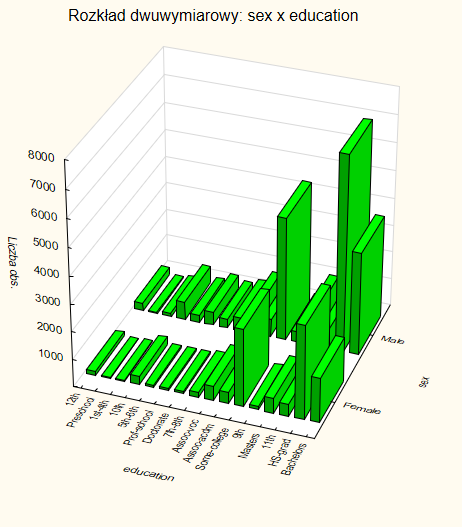 Rozkład dwuwymiarowy: sex x education
8000
7000
6000
5000
4000
3000
2000
1000
Liczba obs.
12th
Preschool
1st-4th
10th
5th-6th
Prof-school
Doctorate
7th-8th
Assoc-voc
Assoc-acdm
Some-college
9th
Masters
11th
HS-grad
Bachelors
education
Female
Male
sex